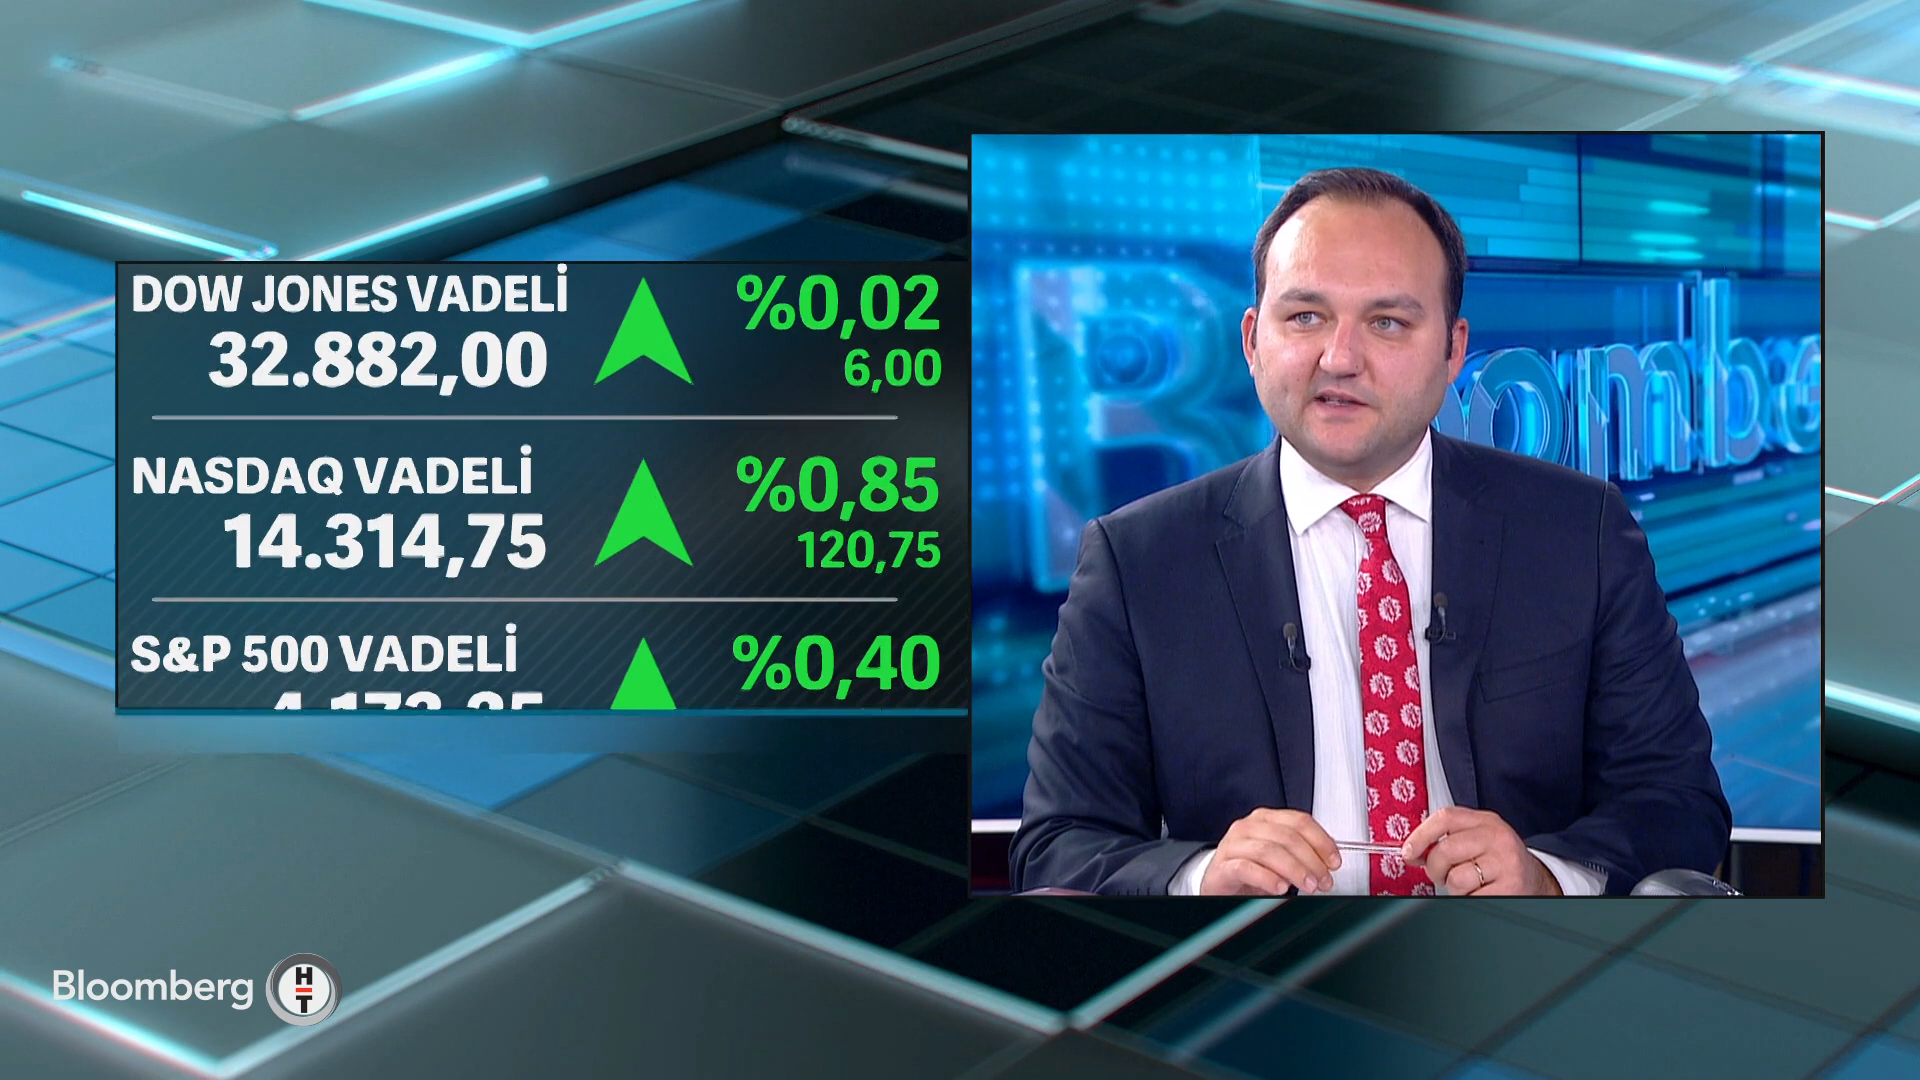 DOW JONES VADELİ
32.882,00
%0,02
6,00
NASDAQ VADELİ
14.314,75
%0,85
120,75
S&P 500 VADELİ
%0,40
Bloomberg
HT